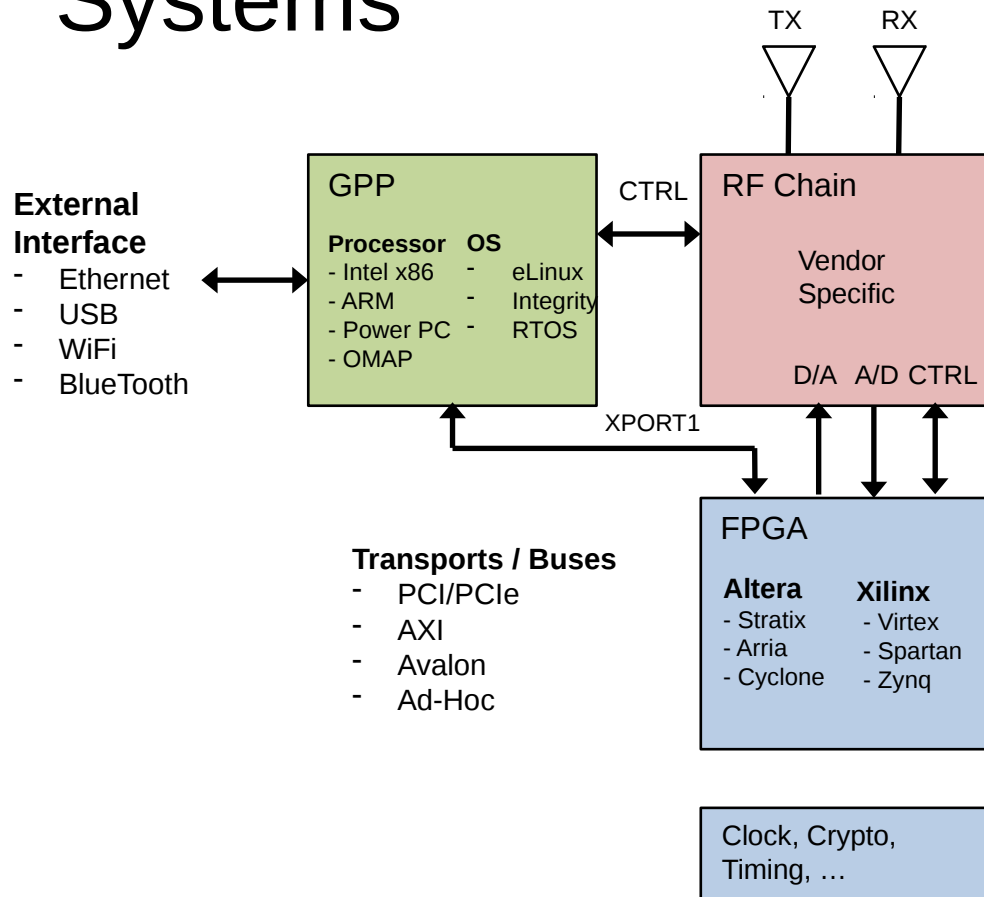 Systems
TX
RX
External
Interface
- Ethernet
- USB
- WiFi
- BlueTooth
GPP
Processor
- Intel x86
- ARM
- Power PC
- OMAP
OS
- eLinux
- Integrity
- RTOS
CTRL
RF Chain
Vendor
Specific
D/A A/D CTRL
XPORT1
Transports / Buses
- PCI/PCIe
- AXI
- Avalon
- Ad-Hoc
FPGA
Altera
- Stratix
- Arria
- Cyclone
Xilinx
- Virtex
- Spartan
- Zynq
Clock, Crypto,
Timing, …